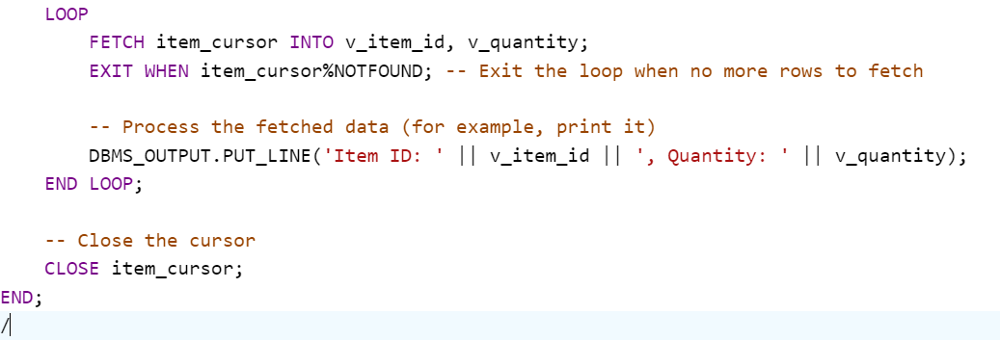 LOOP
FETCH item_cursor INTO v_item_id, v_quantity;
EXIT WHEN item_cursor%NOTFOUND; -- Exit the loop when no more rows to fetch
-- Process the fetched data (for example, print it)
DBMS_OUTPUT.PUT_LINE('Item ID: ' || v_item_id || ', Quantity: ' || v_quantity);
END LOOP;
-- Close the cursor
CLOSE item_cursor;
END;
/